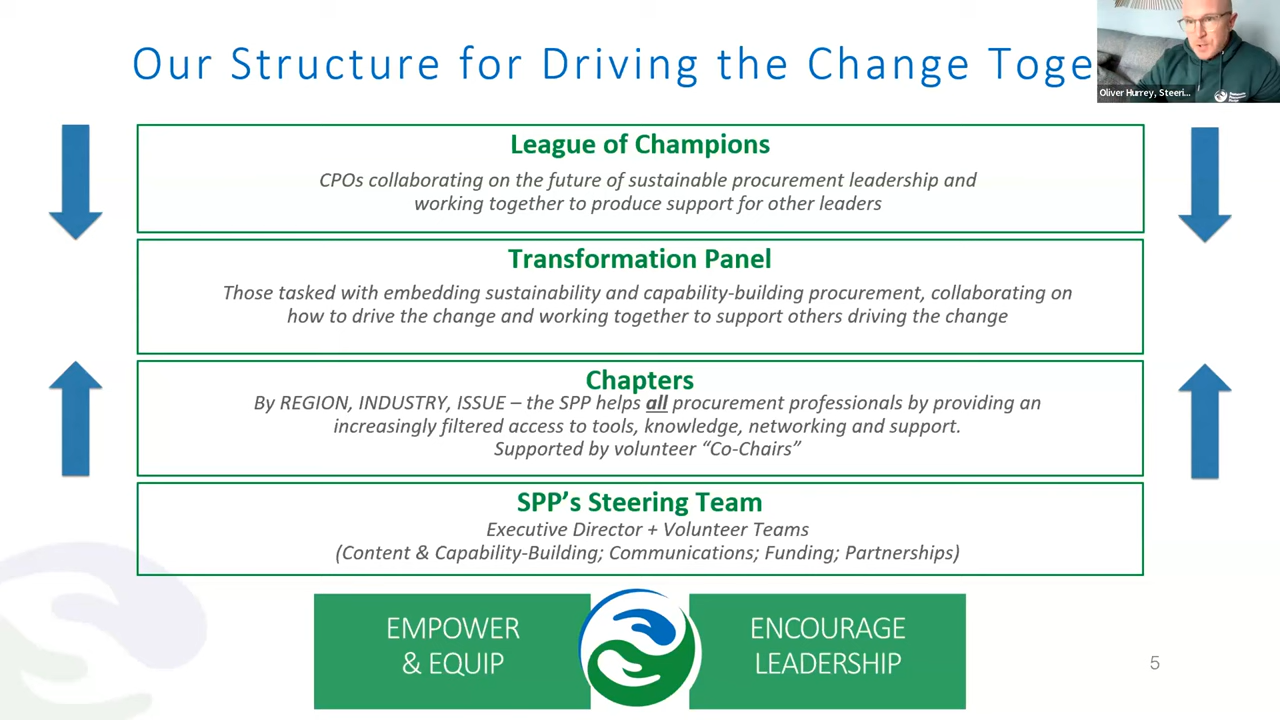 Our Structure for Driving the Change Toge
Oliver Hurrey, Steeri...
League of Champions
CPOs collaborating on the future of sustainable procurement leadership and
working together to produce support for other leaders
Transformation Panel
Those tasked with embedding sustainability and capability-building procurement, collaborating on
how to drive the change and working together to support others driving the change
Chapters
By REGION, INDUSTRY, ISSUE – the SPP helps all procurement professionals by providing an
increasingly filtered access to tools, knowledge, networking and support.
Supported by volunteer “Co-Chairs”
SPP’s Steering Team
Executive Director + Volunteer Teams
(Content & Capability-Building; Communications; Funding; Partnerships)
EMPOWER
& EQUIP
ENCOURAGE
LEADERSHIP
5